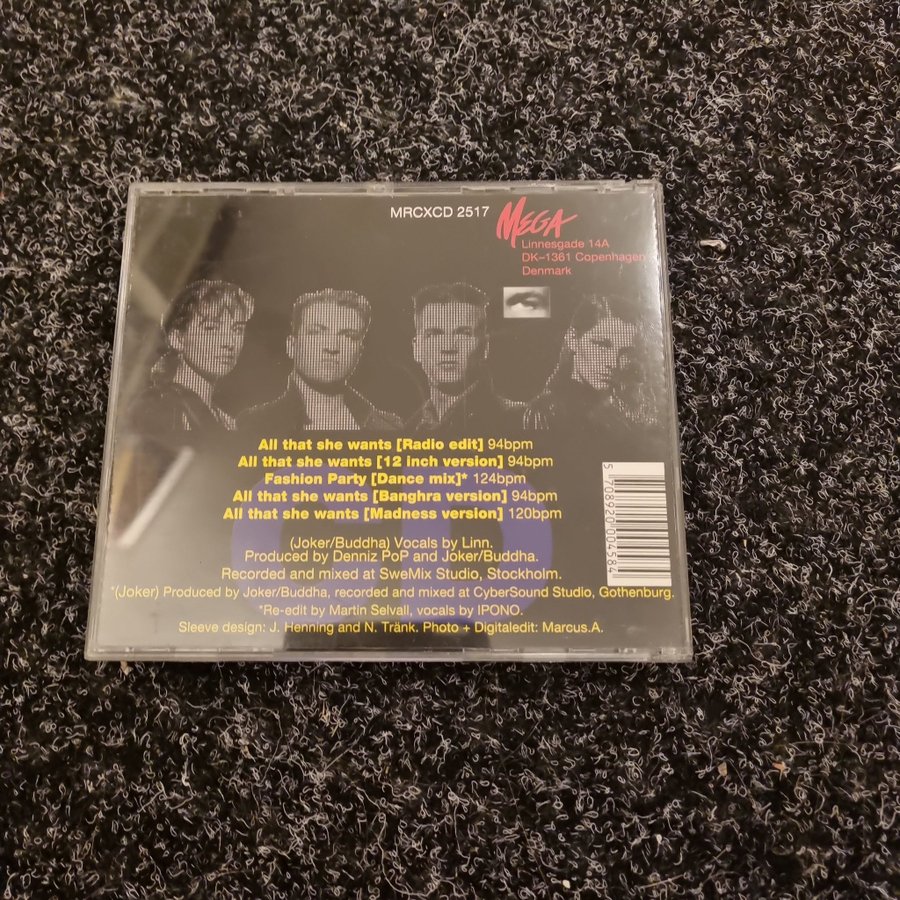 MRCXCD 2517
MEGA
Linnesgade 14A
DK-1361 Copenhagen
Denmark
All that she wants [Radio edit] 94bpm
All that she wants [12 inch version] 94bpm
Fashion Party [Dance mix]* 124bpm
All that she wants [Banghra version] 94bpm
All that she wants [Madness version] 120bpm
(Joker/Buddha) Vocals by Linn.
Produced by Denniz PoP and Joker/Buddha.
Recorded and mixed at SweMix Studio, Stockholm.
*(Joker) Produced by Joker/Buddha, recorded and mixed at CyberSound Studio, Gothenburg.
*Re-edit by Martin Selvall, vocals by IPONO.
Sleeve design: J. Henning and N. Tränk. Photo + Digitaledit: Marcus.A.
5 708920 004584
CD